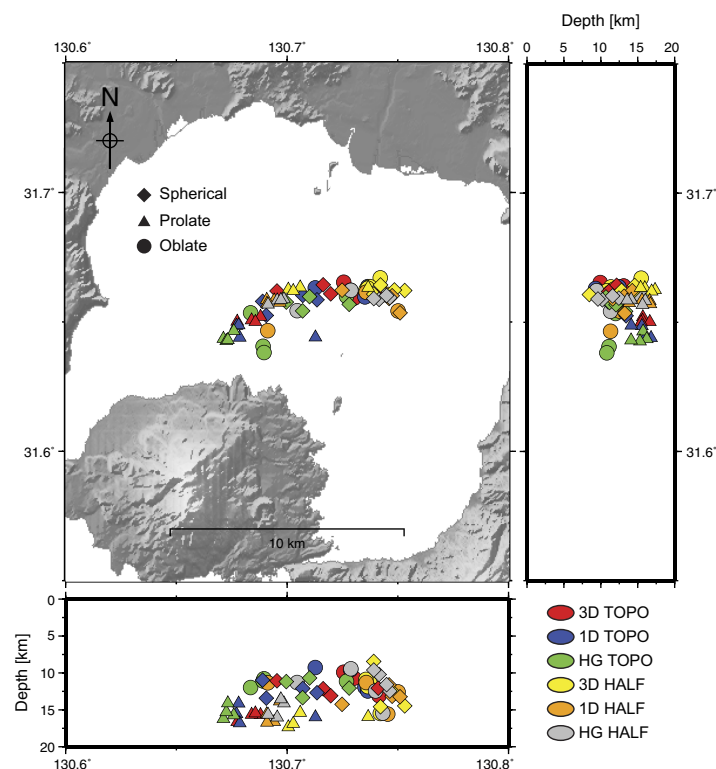 Depth [km]
130.6° 130.7° 130.8° 0 5 10 15 20
N
31.7° 31.7°
Spherical
Prolate
Oblate
31.6° 31.6°
10 km
0
5
10
15
20
Depth [km]
130.6° 130.7° 130.8°
3D TOPO
1D TOPO
HG TOPO
3D HALF
1D HALF
HG HALF